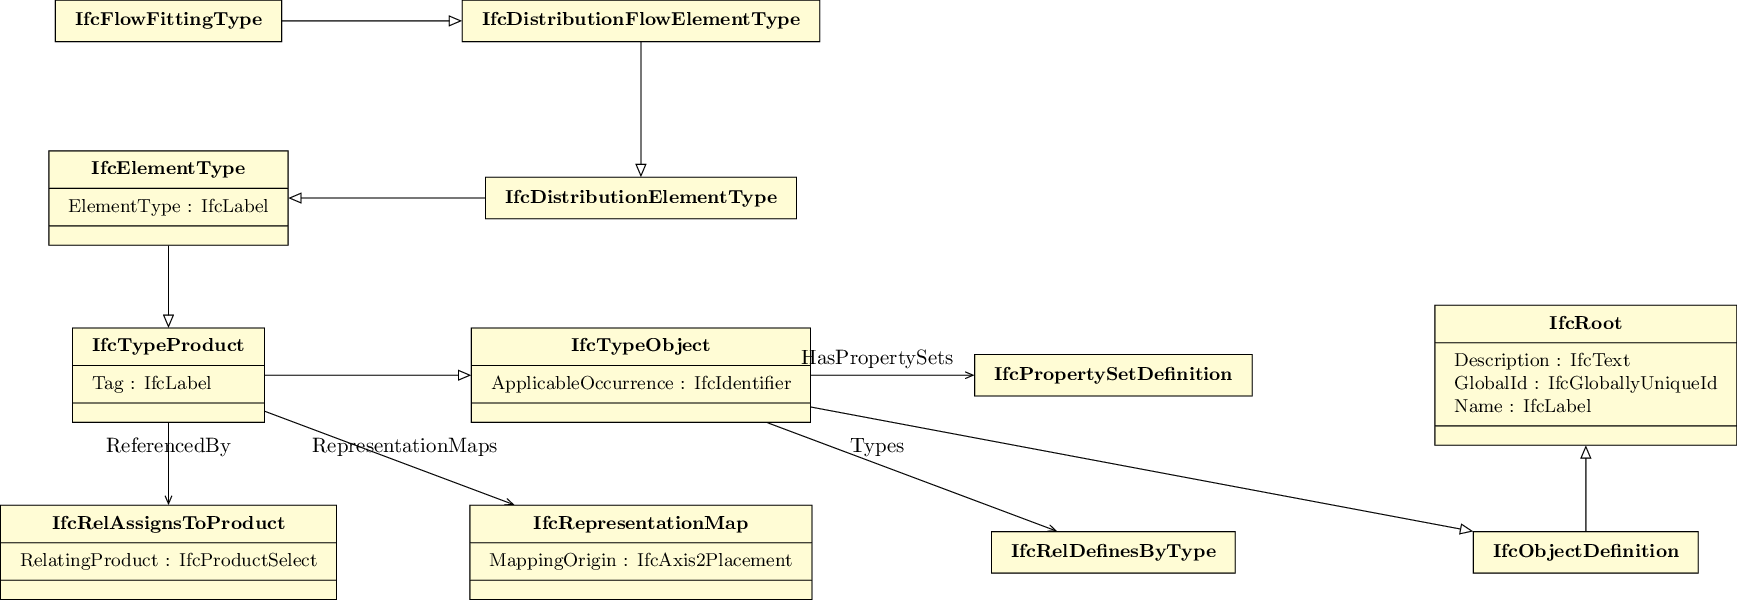 IfcFlowFittingType
IfcDistributionFlowElementType
IfcElementType
ElementType : IfcLabel
IfcDistributionElementType
IfcTypeProduct
Tag : IfcLabel
IfcTypeObject
ApplicableOccurrence : IfcIdentifier
HasPropertySets
IfcPropertySetDefinition
IfcRoot
Description : IfcText
GlobalId : IfcGloballyUniqueId
Name : IfcLabel
ReferencedBy
RepresentationMaps
Types
IfcRelAssignsToProduct
RelatingProduct : IfcProductSelect
IfcRepresentationMap
MappingOrigin : IfcAxis2Placement
IfcRelDefinesByType
IfcObjectDefinition